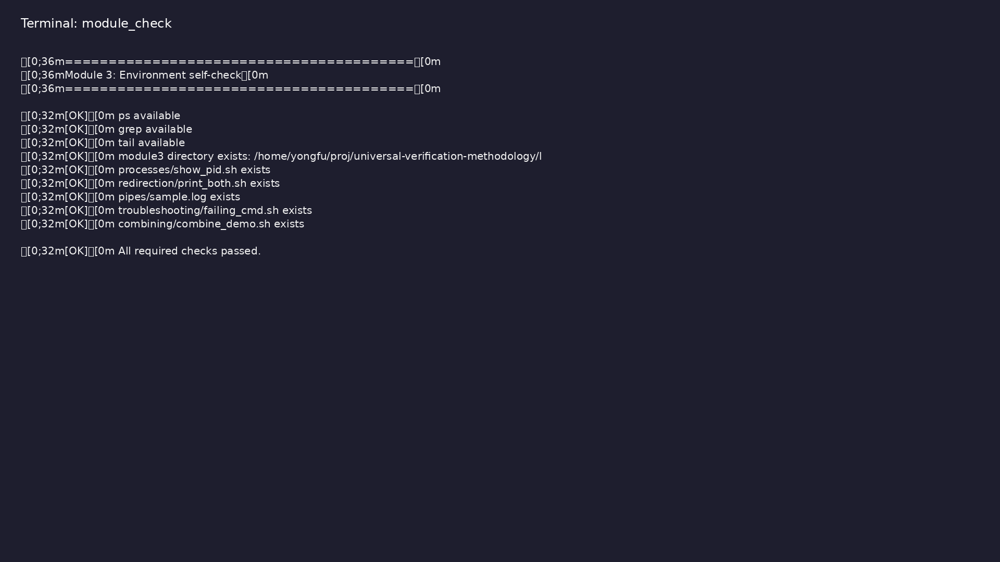 Terminal: module_check
▯[0;36m========================================▯[0m
▯[0;36mModule 3: Environment self-check▯[0m
▯[0;36m========================================▯[0m
▯[0;32m[OK]▯[0m ps available
▯[0;32m[OK]▯[0m grep available
▯[0;32m[OK]▯[0m tail available
▯[0;32m[OK]▯[0m module3 directory exists: /home/yongfu/proj/universal-verification-methodology/l
▯[0;32m[OK]▯[0m processes/show_pid.sh exists
▯[0;32m[OK]▯[0m redirection/print_both.sh exists
▯[0;32m[OK]▯[0m pipes/sample.log exists
▯[0;32m[OK]▯[0m troubleshooting/failing_cmd.sh exists
▯[0;32m[OK]▯[0m combining/combine_demo.sh exists
▯[0;32m[OK]▯[0m All required checks passed.